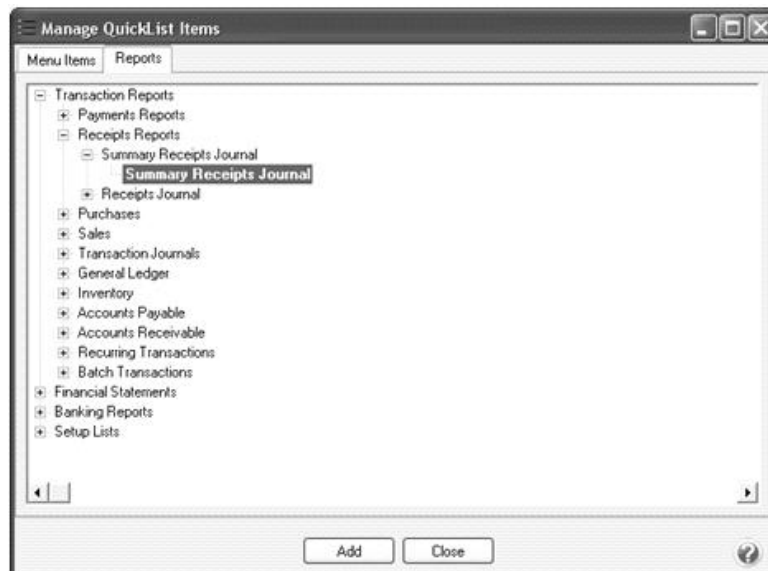 Manage QuickList Items
Menu Items Reports
Transaction Reports
Payments Reports
Receipts Reports
Summary Receipts Journal
Summary Receipts Journal
Receipts Journal
Purchases
Sales
Transaction Journals
General Ledger
Inventory
Accounts Payable
Accounts Receivable
Recurring Transactions
Batch Transactions
Financial Statements
Banking Reports
Setup Lists
Add Close
?